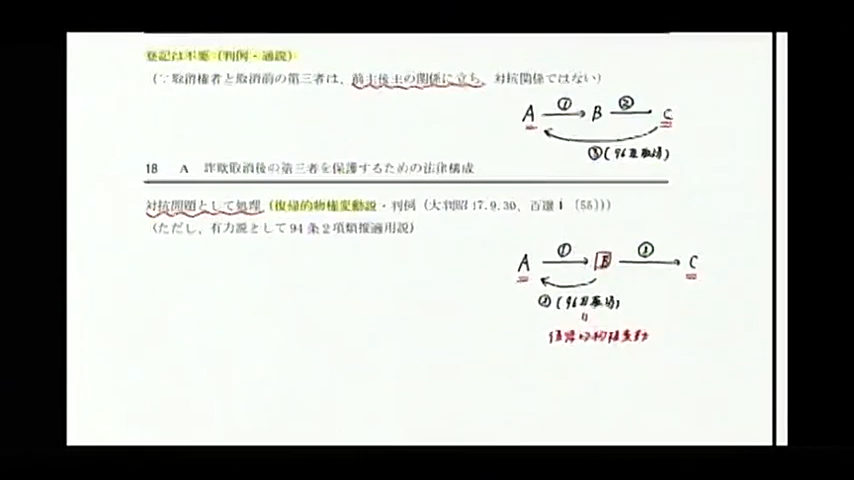 登記は不要（判例・通説）
（∵取消権者と取消前の第三者は、前主後主の関係に立ち、対抗関係ではない）
A ① B ② C
③(96Ⅲ取消)
18 A 詐欺取消後の第三者を保護するための法律構成
対抗問題として処理（復帰的物権変動説・判例（大判昭17.9.30、百選Ⅰ〔55〕））
（ただし、有力説として94条2項類推適用説）
A ① B ③ C
②(96Ⅰ取消)
復帰的物権変動